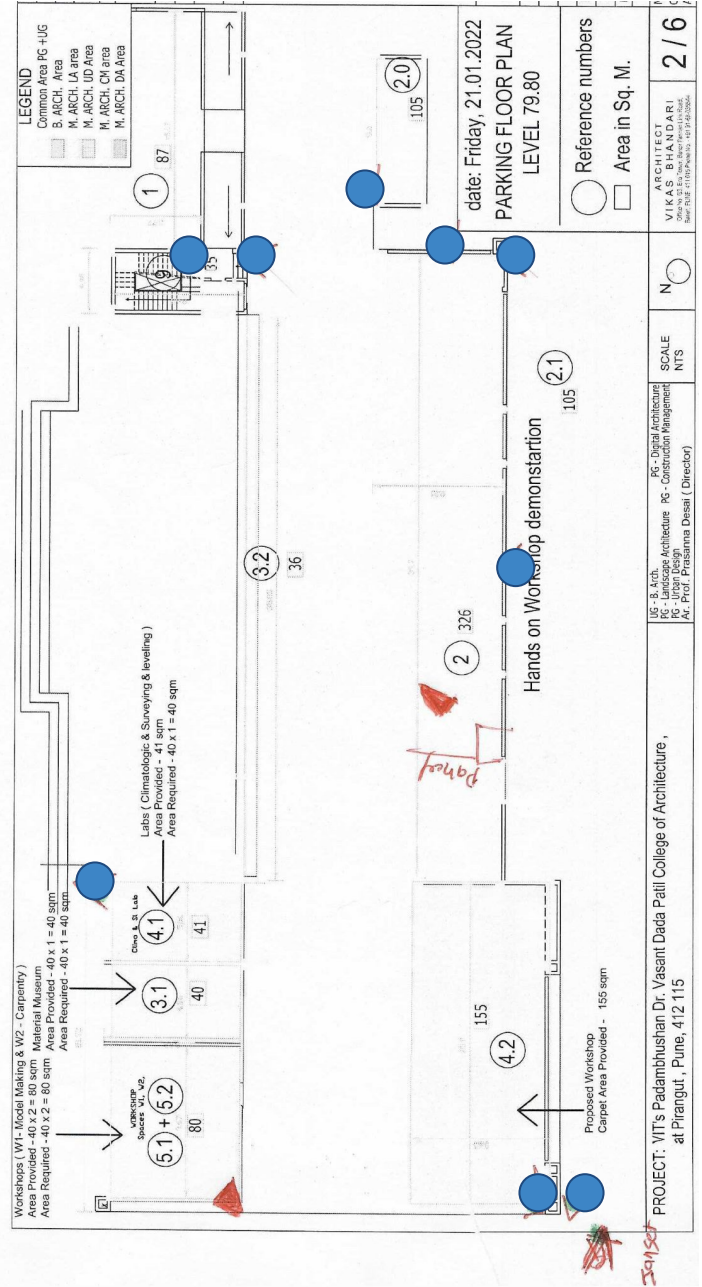 Workshops ( W1- Model Making & W2 - Carpentry )
Area Provided - 40 x 2 = 80 sqm
Area Required - 40 x 2 = 80 sqm
Material Museum
Area Provided - 40 x 1 = 40 sqm
Area Required - 40 x 1 = 40 sqm
Labs ( Climatologic & Surveying & leveling )
Area Provided - 41 sqm
Area Required - 40 x 1 = 40 sqm
LEGEND
Common Area PG +UG
B. ARCH. Area
M. ARCH. LA area
M. ARCH. UD Area
M. ARCH. CM area
M. ARCH. DA Area
WORKSHOP
Spaces W1, W2,
5.1 + 5.2
80
3.1
40
Clima & SL Lab
4.1
41
3.2
36
9
35
1
87
155
4.2
Proposed Workshop
Carpet Area Provided - 155 sqm
Panel
2
326
Hands on Workshop demonstartion
2.1
105
2.0
105
date: Friday, 21.01.2022
PARKING FLOOR PLAN
LEVEL 79.80
Reference numbers
Area in Sq. M.
PROJECT: VIT's Padambhushan Dr. Vasant Dada Patil College of Architecture ,
at Pirangut , Pune, 412 115
UG - B. Arch.
PG - Landscape Architecture
PG - Urban Design
PG - Digital Architecture
PG - Construction Management
Ar. Prof. Prasanna Desai ( Director)
SCALE
NTS
N
ARCHITECT
VIKAS BHANDARI
2 / 6